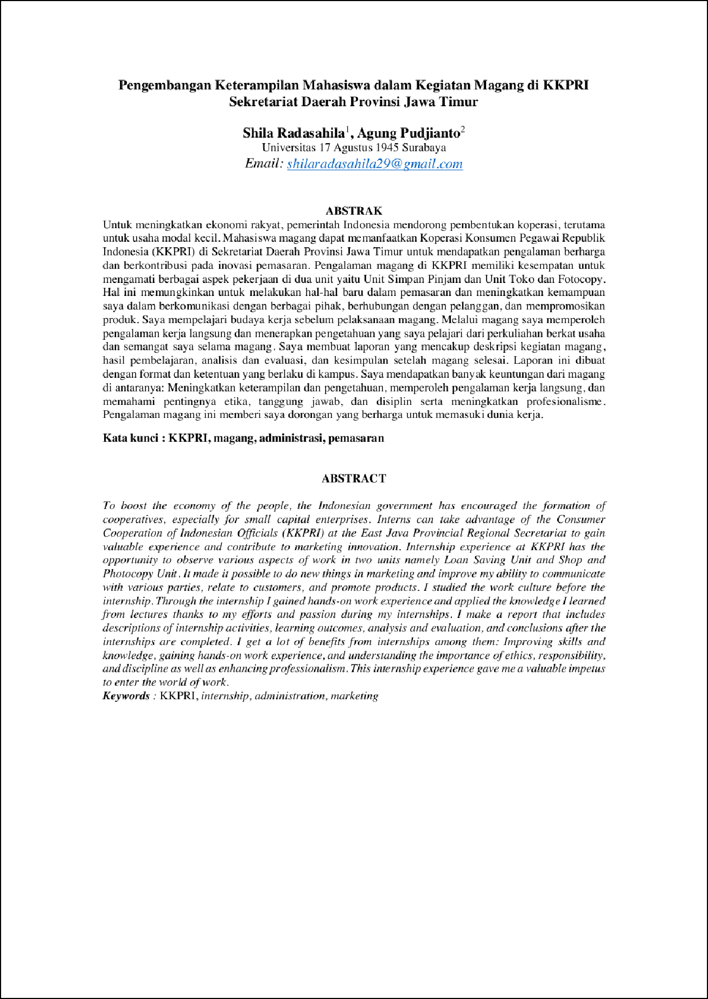 Pengembangan Keterampilan Mahasiswa dalam Kegiatan Magang di KKPRI
Sekretariat Daerah Provinsi Jawa Timur
Shila Radasahila1, Agung Pudjianto2
Universitas 17 Agustus 1945 Surabaya
Email: shilaradasahila29@gmail.com
ABSTRAK
Untuk meningkatkan ekonomi rakyat, pemerintah Indonesia mendorong pembentukan koperasi, terutama
untuk usaha modal kecil. Mahasiswa magang dapat memanfaatkan Koperasi Konsumen Pegawai Republik
Indonesia (KKPRI) di Sekretariat Daerah Provinsi Jawa Timur untuk mendapatkan pengalaman berharga
dan berkontribusi pada inovasi pemasaran. Pengalaman magang di KKPRI memiliki kesempatan untuk
mengamati berbagai aspek pekerjaan di dua unit yaitu Unit Simpan Pinjam dan Unit Toko dan Fotocopy.
Hal ini memungkinkan untuk melakukan hal-hal baru dalam pemasaran dan meningkatkan kemampuan
saya dalam berkomunikasi dengan berbagai pihak, berhubungan dengan pelanggan, dan mempromosikan
produk. Saya mempelajari budaya kerja sebelum pelaksanaan magang. Melalui magang saya memperoleh
pengalaman kerja langsung dan menerapkan pengetahuan yang saya pelajari dari perkuliahan berkat usaha
dan semangat saya selama magang. Saya membuat laporan yang mencakup deskripsi kegiatan magang,
hasil pembelajaran, analisis dan evaluasi, dan kesimpulan setelah magang selesai. Laporan ini dibuat
dengan format dan ketentuan yang berlaku di kampus. Saya mendapatkan banyak keuntungan dari magang
di antaranya: Meningkatkan keterampilan dan pengetahuan, memperoleh pengalaman kerja langsung, dan
memahami pentingnya etika, tanggung jawab, dan disiplin serta meningkatkan profesionalisme.
Pengalaman magang ini memberi saya dorongan yang berharga untuk memasuki dunia kerja.
Kata kunci : KKPRI, magang, administrasi, pemasaran
ABSTRACT
To boost the economy of the people, the Indonesian government has encouraged the formation of
cooperatives, especially for small capital enterprises. Interns can take advantage of the Consumer
Cooperation of Indonesian Officials (KKPRI) at the East Java Provincial Regional Secretariat to gain
valuable experience and contribute to marketing innovation. Internship experience at KKPRI has the
opportunity to observe various aspects of work in two units namely Loan Saving Unit and Shop and
Photocopy Unit. It made it possible to do new things in marketing and improve my ability to communicate
with various parties, relate to customers, and promote products. I studied the work culture before the
internship. Through the internship I gained hands-on work experience and applied the knowledge I learned
from lectures thanks to my efforts and passion during my internships. I make a report that includes
descriptions of internship activities, learning outcomes, analysis and evaluation, and conclusions after the
internships are completed. I get a lot of benefits from internships among them: Improving skills and
knowledge, gaining hands-on work experience, and understanding the importance of ethics, responsibility,
and discipline as well as enhancing professionalism. This internship experience gave me a valuable impetus
to enter the world of work.
Keywords : KKPRI, internship, administration, marketing